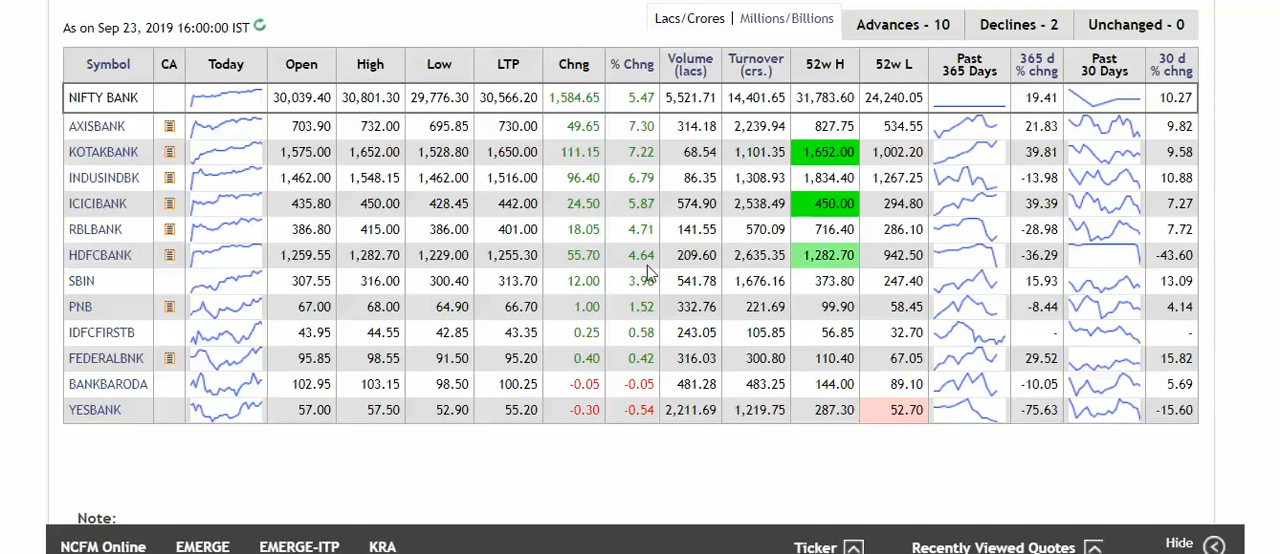 Lacs/Crores | Millions/Billions
As on Sep 23, 2019 16:00:00 IST Advances - 10 Declines - 2 Unchanged - 0
Symbol CA Today Open High Low LTP Chng % Chng Volume (lacs) Turnover (crs.) 52w H 52w L Past 365 Days 365 d % chng Past 30 Days 30 d % chng
NIFTY BANK 30,039.40 30,801.30 29,776.30 30,566.20 1,584.65 5.47 5,521.71 14,401.65 31,783.60 24,240.05 19.41 10.27
AXISBANK 703.90 732.00 695.85 730.00 49.65 7.30 314.18 2,239.94 827.75 534.55 21.83 9.82
KOTAKBANK 1,575.00 1,652.00 1,528.80 1,650.00 111.15 7.22 68.54 1,101.35 1,652.00 1,002.20 39.81 9.58
INDUSINDBK 1,462.00 1,548.15 1,462.00 1,516.00 96.40 6.79 86.35 1,308.93 1,834.40 1,267.25 -13.98 10.88
ICICIBANK 435.80 450.00 428.45 442.00 24.50 5.87 574.90 2,538.49 450.00 294.80 39.39 7.27
RBLBANK 386.80 415.00 386.00 401.00 18.05 4.71 141.55 570.09 716.40 286.10 -28.98 7.72
HDFCBANK 1,259.55 1,282.70 1,229.00 1,255.30 55.70 4.64 209.60 2,635.35 1,282.70 942.50 -36.29 -43.60
SBIN 307.55 316.00 300.40 313.70 12.00 541.78 1,676.16 373.80 247.40 15.93 13.09
PNB 67.00 68.00 64.90 66.70 1.00 1.52 332.76 221.69 99.90 58.45 -8.44 4.14
IDFCFIRSTB 43.95 44.55 42.85 43.35 0.25 0.58 243.05 105.85 56.85 32.70 - -
FEDERALBNK 95.85 98.55 91.50 95.20 0.40 0.42 316.03 300.80 110.40 67.05 29.52 15.82
BANKBARODA 102.95 103.15 98.50 100.25 -0.05 -0.05 481.28 483.25 144.00 89.10 -10.05 5.69
YESBANK 57.00 57.50 52.90 55.20 -0.30 -0.54 2,211.69 1,219.75 287.30 52.70 -75.63 -15.60
Note:
NCFM Online EMERGE EMERGE-ITP KRA Ticker Recently Viewed Quotes Hide